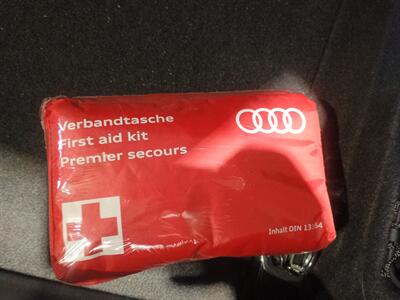 Verbandtasche
First aid kit
Premier secours
Inhalt DIN 13164